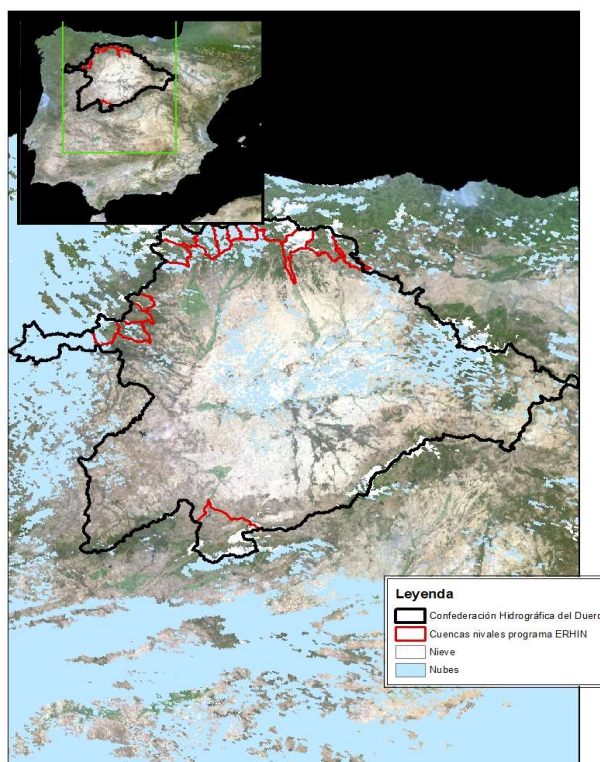 Leyenda
Confederación Hidrográfica del Duero
Cuencas nivales programa ERHIN
Nieve
Nubes